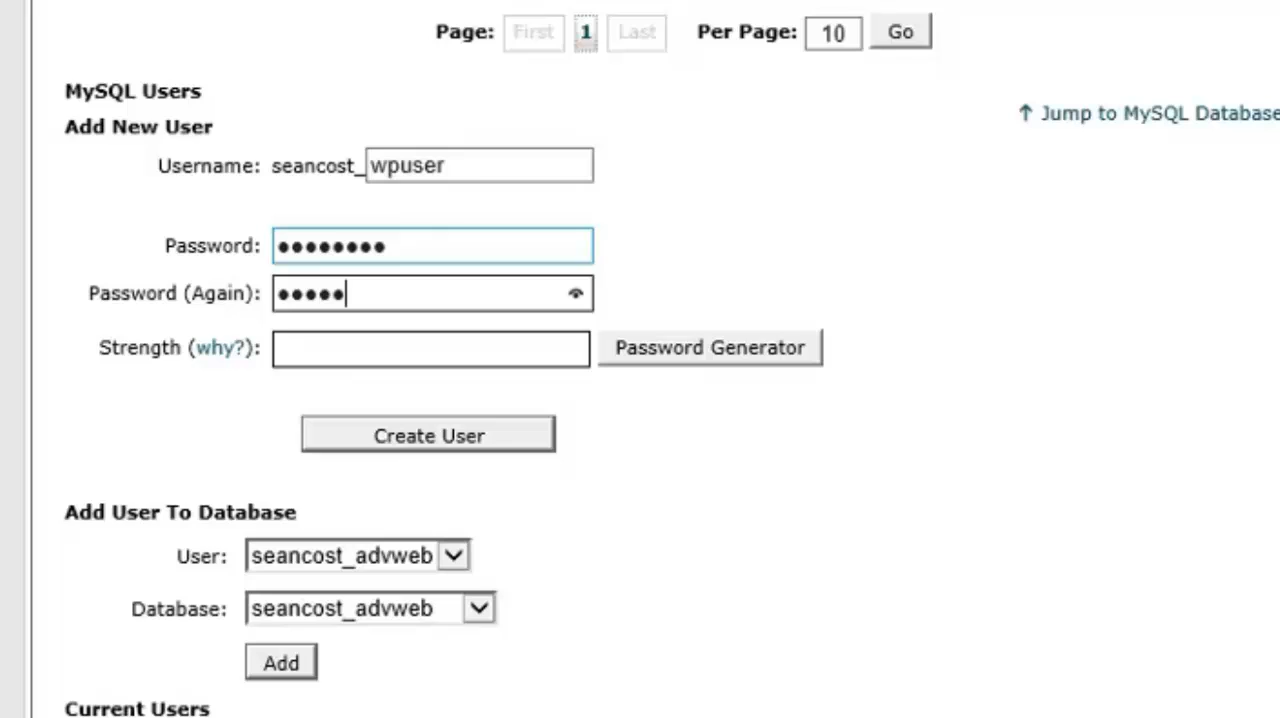 Page: First 1 Last Per Page: 10 Go
MySQL Users
↑ Jump to MySQL Database
Add New User
Username: seancost_ wpuser
Password: ●●●●●●●●
Password (Again): ●●●●●
Strength (why?): Password Generator
Create User
Add User To Database
User: seancost_advweb
Database: seancost_advweb
Add
Current Users